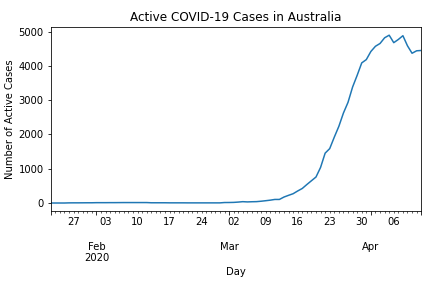 Active COVID-19 Cases in Australia
Number of Active Cases
5000
4000
3000
2000
1000
0
27 03 10 17 24 02 09 16 23 30 06
Feb Mar Apr
2020
Day